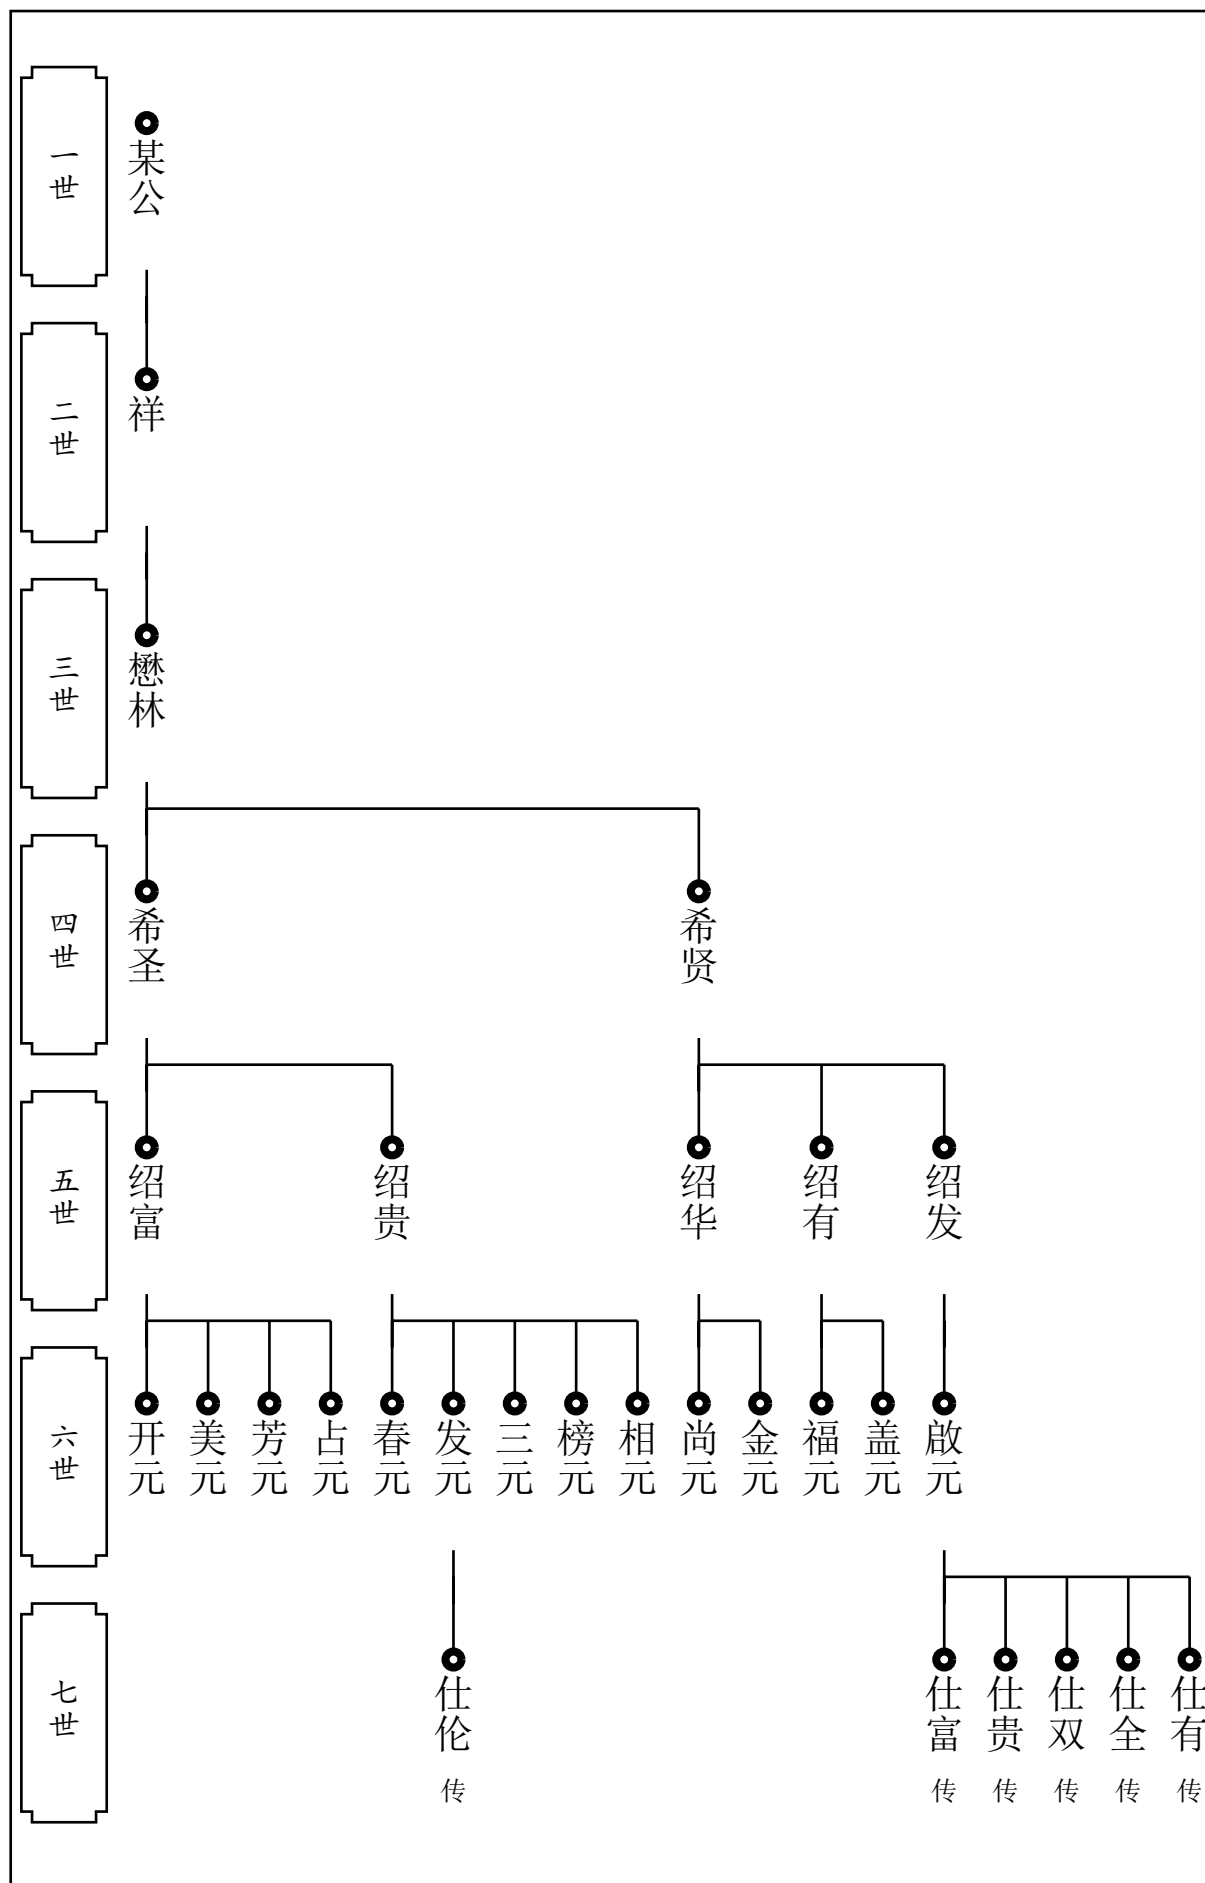 一世
某公
二世
祥
三世
懋林
四世
希圣
希贤
五世
绍富
绍贵
绍华
绍有
绍发
六世
开元
美元
芳元
占元
春元
发元
三元
榜元
相元
尚元
金元
福元
盖元
啟元
七世
仕伦
传
仕富
传
仕贵
传
仕双
传
仕全
传
仕有
传